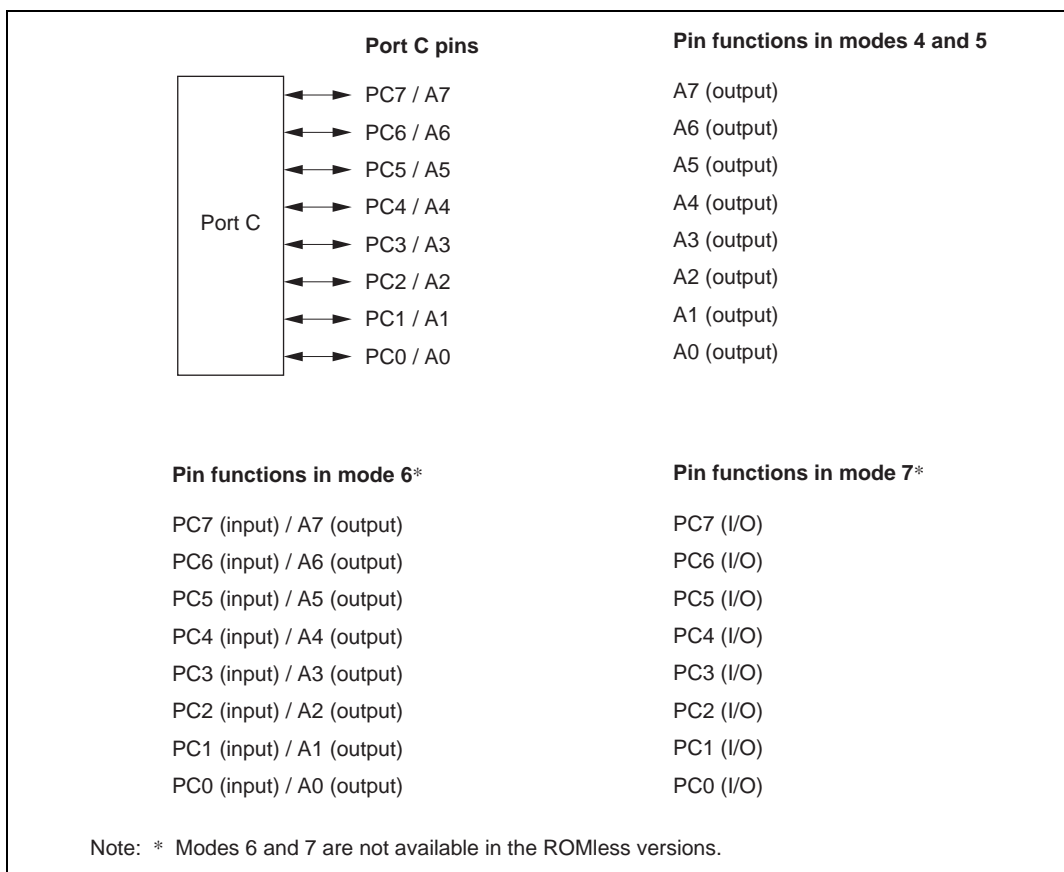 Port C pins
Pin functions in modes 4 and 5
Port C
PC7 / A7
A7 (output)
PC6 / A6
A6 (output)
PC5 / A5
A5 (output)
PC4 / A4
A4 (output)
PC3 / A3
A3 (output)
PC2 / A2
A2 (output)
PC1 / A1
A1 (output)
PC0 / A0
A0 (output)
Pin functions in mode 6*
PC7 (input) / A7 (output)
PC6 (input) / A6 (output)
PC5 (input) / A5 (output)
PC4 (input) / A4 (output)
PC3 (input) / A3 (output)
PC2 (input) / A2 (output)
PC1 (input) / A1 (output)
PC0 (input) / A0 (output)
Pin functions in mode 7*
PC7 (I/O)
PC6 (I/O)
PC5 (I/O)
PC4 (I/O)
PC3 (I/O)
PC2 (I/O)
PC1 (I/O)
PC0 (I/O)
Note: * Modes 6 and 7 are not available in the ROMless versions.